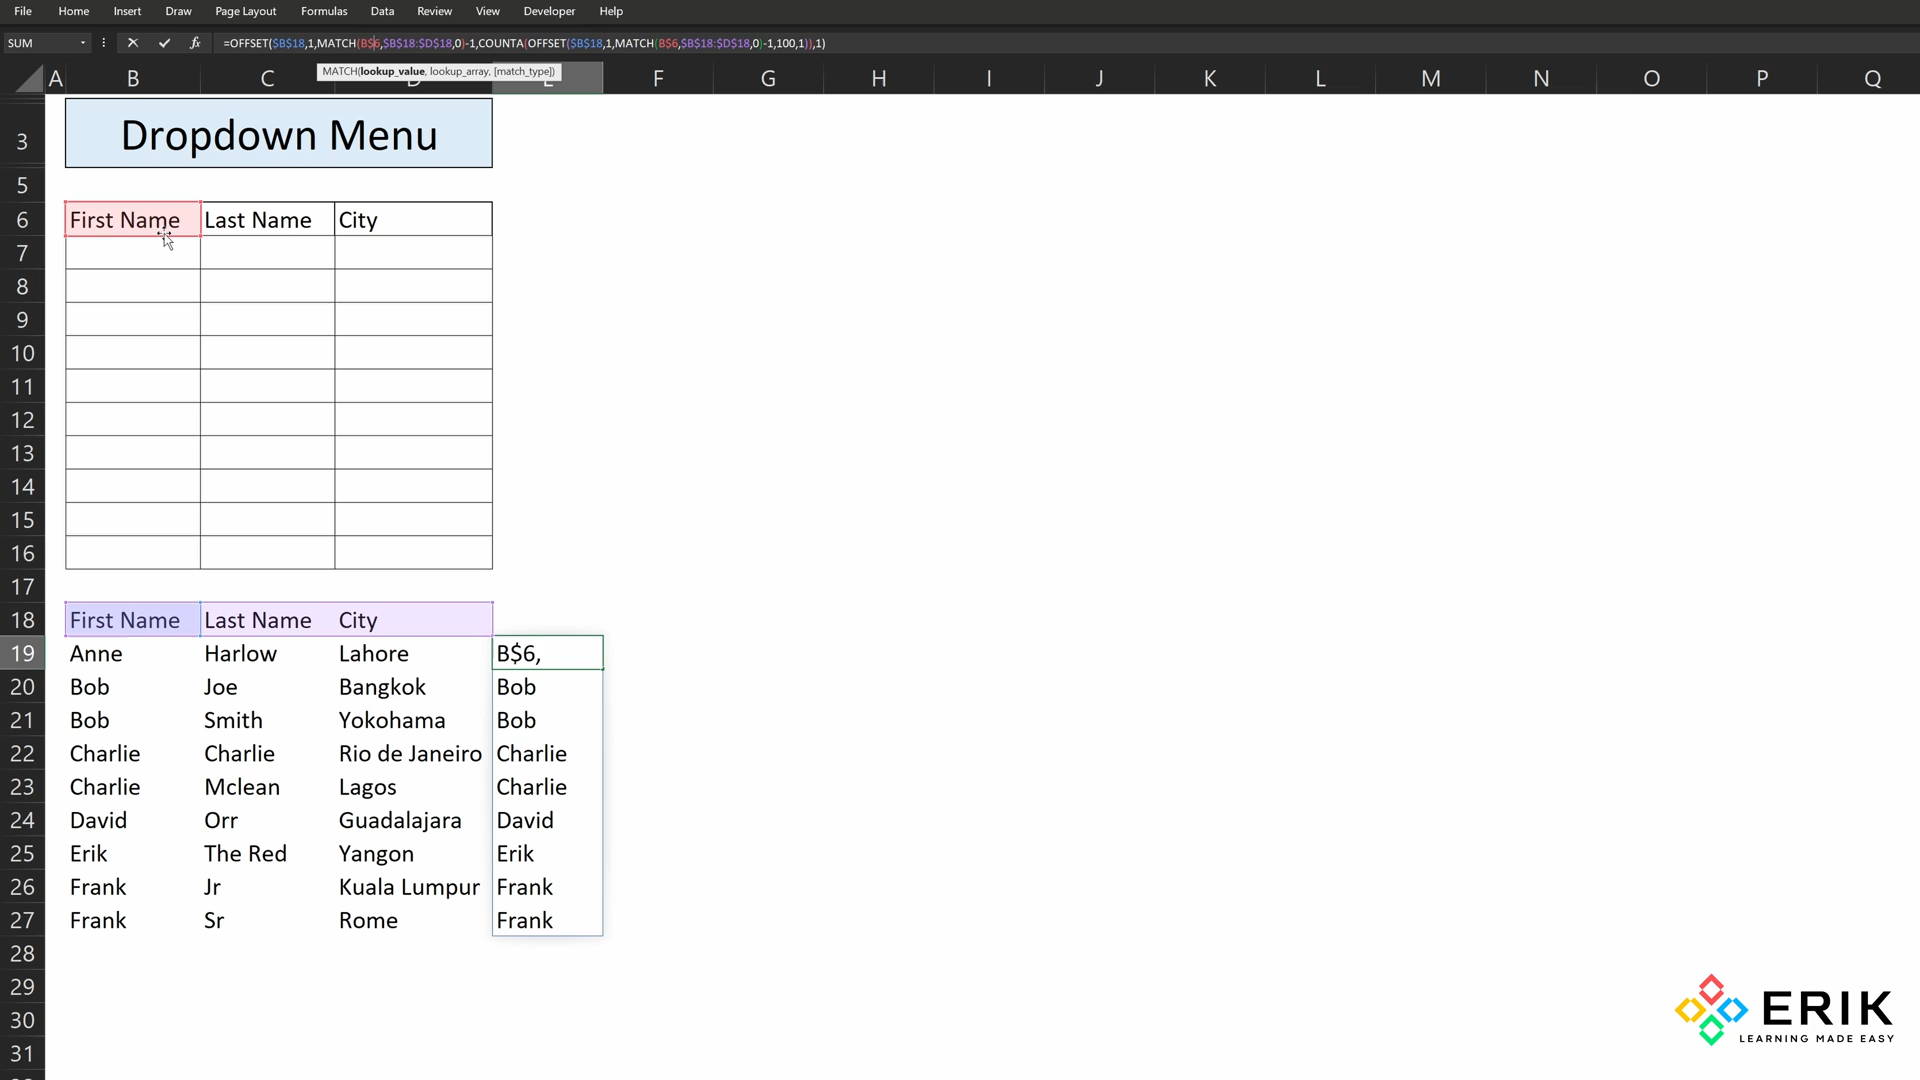 File Home Insert Draw Page Layout Formulas Data Review View Developer Help
SUM fx =OFFSET($B$18,1,MATCH(B$6,$B$18:$D$18,0)-1,COUNTA(OFFSET($B$18,1,MATCH(B$6,$B$18:$D$18,0)-1,100,1)),1)
MATCH(lookup_value, lookup_array, [match_type])
A B C D E F G H I J K L M N O P Q
3 Dropdown Menu
5
6 First Name Last Name City
7
8
9
10
11
12
13
14
15
16
17
18 First Name Last Name City
19 Anne Harlow Lahore B$6,
20 Bob Joe Bangkok Bob
21 Bob Smith Yokohama Bob
22 Charlie Charlie Rio de Janeiro Charlie
23 Charlie Mclean Lagos Charlie
24 David Orr Guadalajara David
25 Erik The Red Yangon Erik
26 Frank Jr Kuala Lumpur Frank
27 Frank Sr Rome Frank
28
29
30
31
ERIK
LEARNING MADE EASY